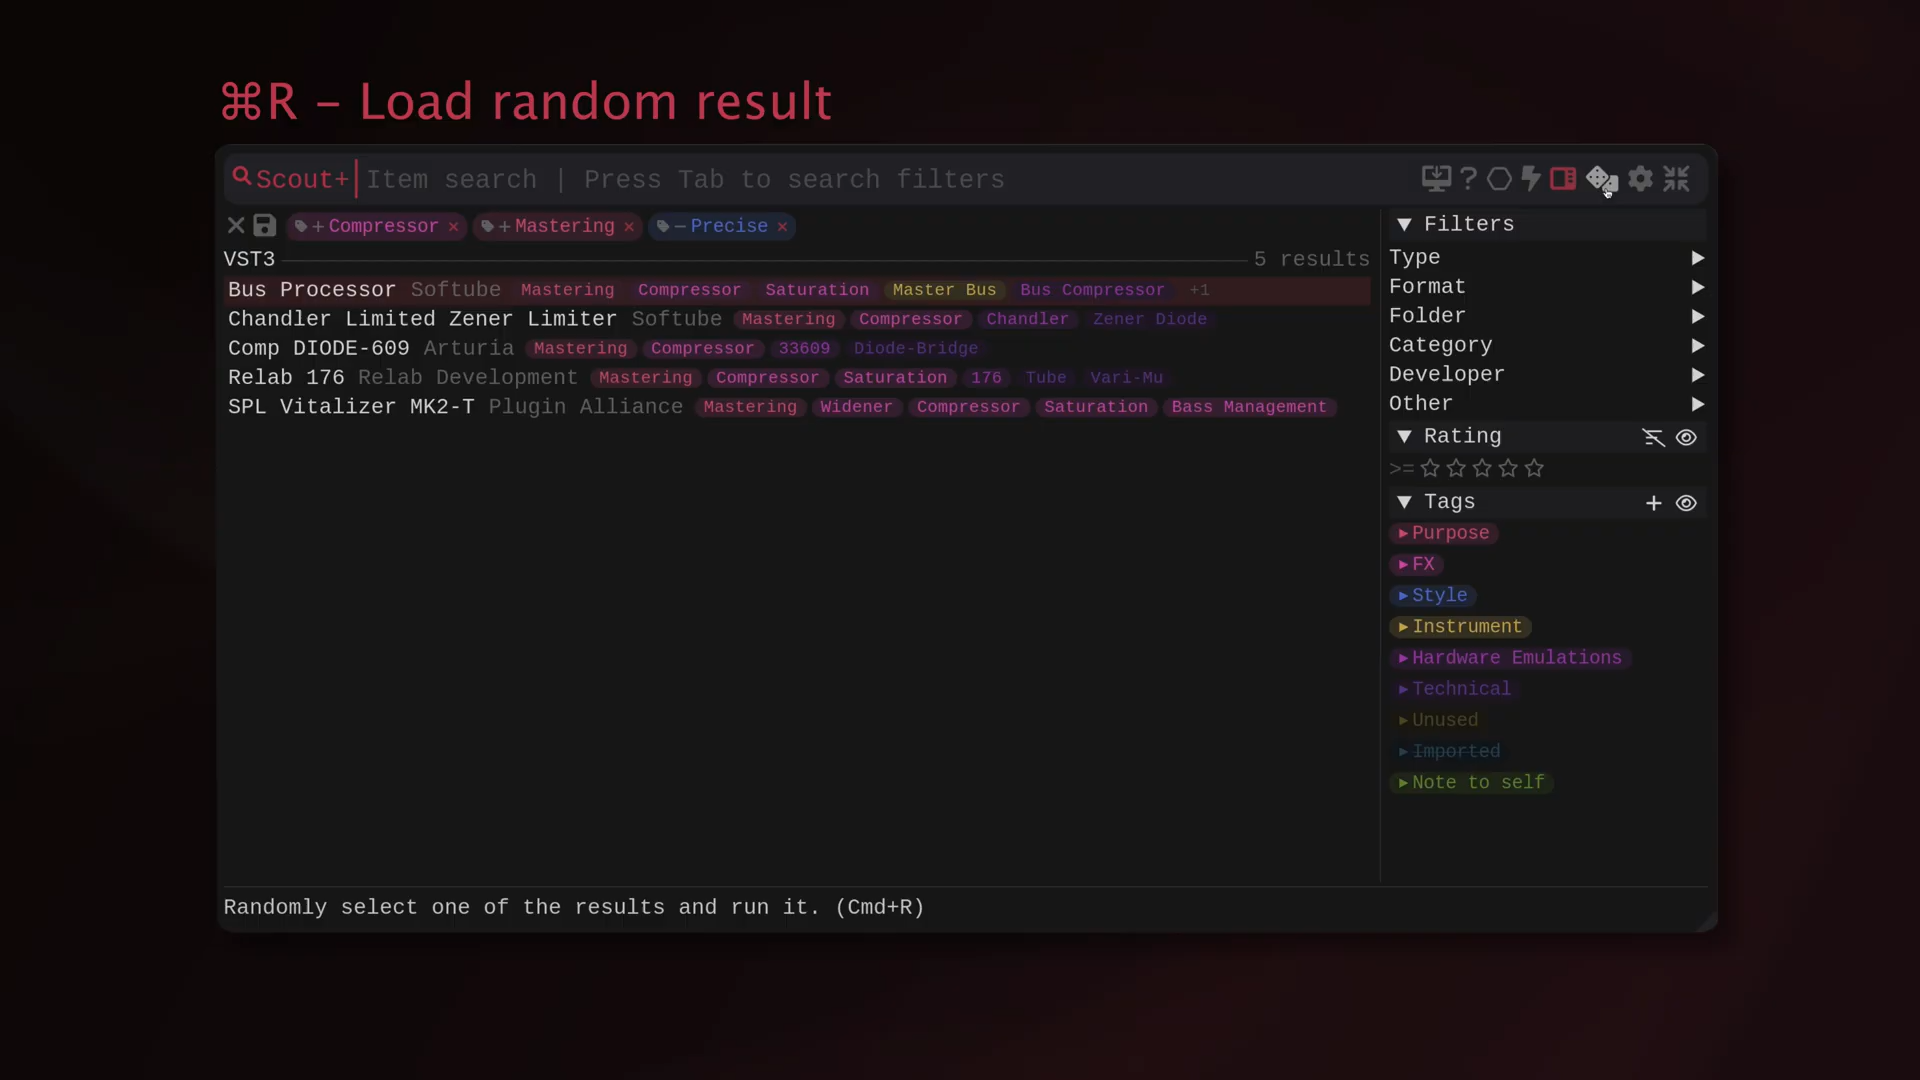 ⌘R – Load random result
Scout+ Item search | Press Tab to search filters ?
+Compressor × +Mastering × −Precise ×
VST3 5 results
Bus Processor Softube Mastering Compressor Saturation Master Bus Bus Compressor +1
Chandler Limited Zener Limiter Softube Mastering Compressor Chandler Zener Diode
Comp DIODE-609 Arturia Mastering Compressor 33609 Diode-Bridge
Relab 176 Relab Development Mastering Compressor Saturation 176 Tube Vari-Mu
SPL Vitalizer MK2-T Plugin Alliance Mastering Widener Compressor Saturation Bass Management
Filters
Type
Format
Folder
Category
Developer
Other
Rating
>=
Tags
Purpose
FX
Style
Instrument
Hardware Emulations
Technical
Unused
Imported
Note to self
Randomly select one of the results and run it. (Cmd+R)